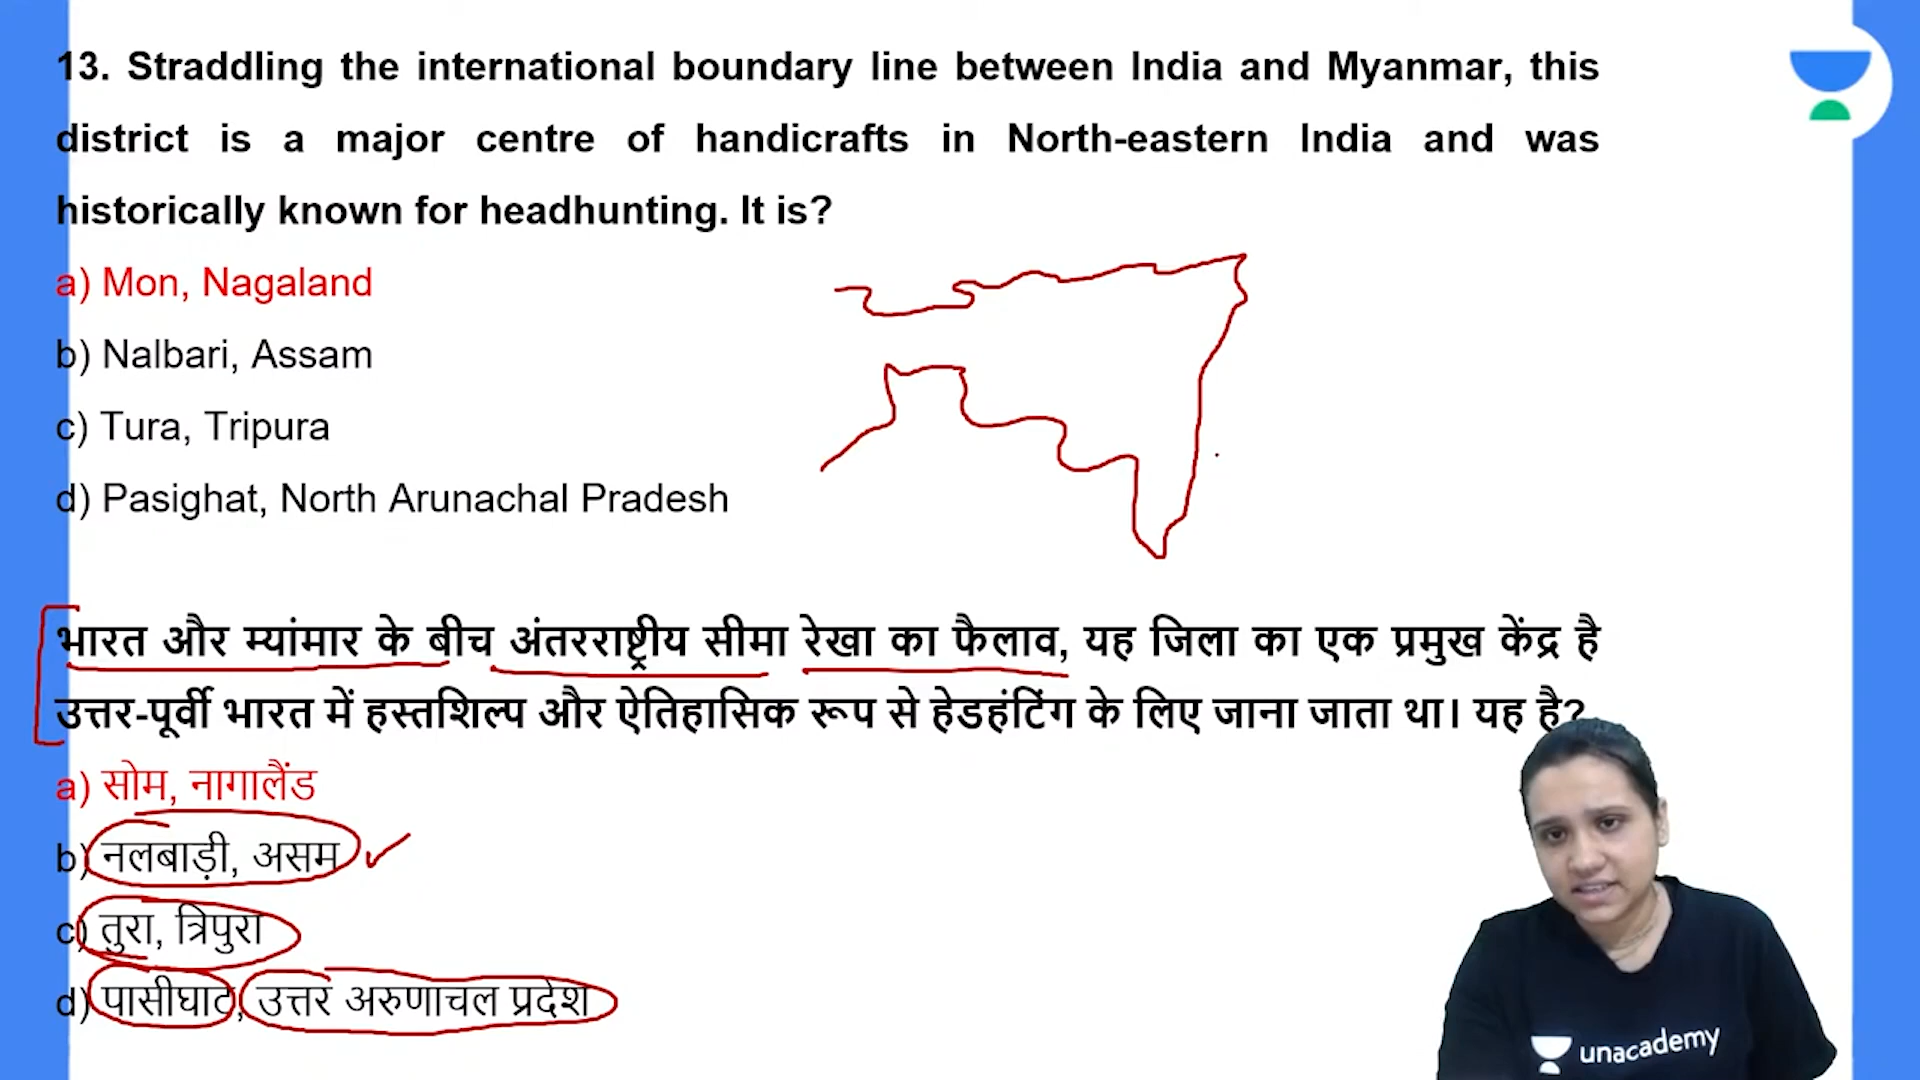 13. Straddling the international boundary line between India and Myanmar, this
district is a major centre of handicrafts in North-eastern India and was
historically known for headhunting. It is?
a) Mon, Nagaland
b) Nalbari, Assam
c) Tura, Tripura
d) Pasighat, North Arunachal Pradesh
भारत और म्यांमार के बीच अंतरराष्ट्रीय सीमा रेखा का फैलाव, यह जिला का एक प्रमुख केंद्र है
उत्तर-पूर्वी भारत में हस्तशिल्प और ऐतिहासिक रूप से हेडहंटिंग के लिए जाना जाता था। यह है?
a) सोम, नागालैंड
b) नलबाड़ी, असम
c) तुरा, त्रिपुरा
d) पासीघाट, उत्तर अरुणाचल प्रदेश
unacademy